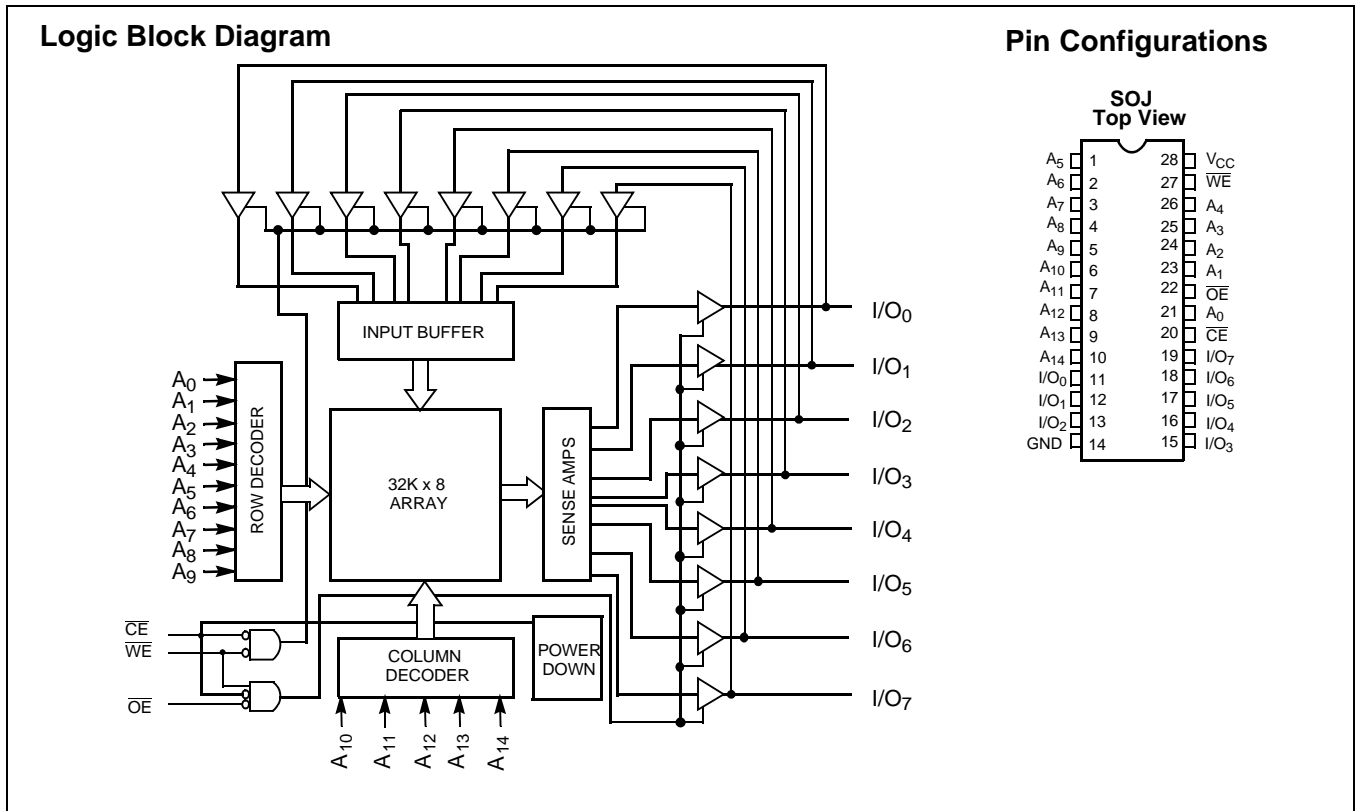 Logic Block Diagram
Pin Configurations
SOJ
Top View
A5 1 28 VCC
A6 2 27 WE
A7 3 26 A4
A8 4 25 A3
A9 5 24 A2
A10 6 23 A1
A11 7 22 OE
A12 8 21 A0
A13 9 20 CE
A14 10 19 I/O7
I/O0 11 18 I/O6
I/O1 12 17 I/O5
I/O2 13 16 I/O4
GND 14 15 I/O3
INPUT BUFFER
A0
A1
A2
A3
A4
A5
A6
A7
A8
A9
ROW DECODER
32K x 8
ARRAY
SENSE AMPS
I/O0
I/O1
I/O2
I/O3
I/O4
I/O5
I/O6
I/O7
CE
WE
OE
COLUMN
DECODER
POWER
DOWN
A10
A11
A12
A13
A14